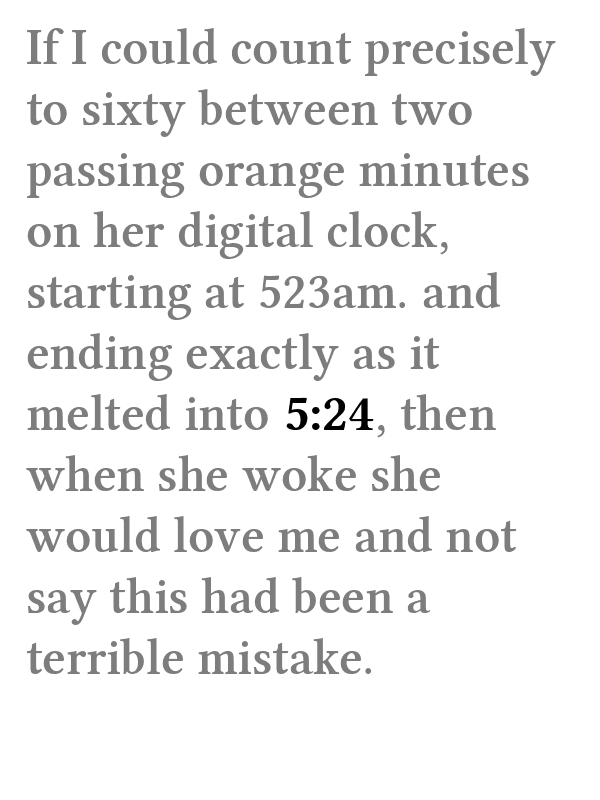 If I could count precisely
to sixty between two
passing orange minutes
on her digital clock,
starting at 523am. and
ending exactly as it
melted into 5:24, then
when she woke she
would love me and not
say this had been a
terrible mistake.